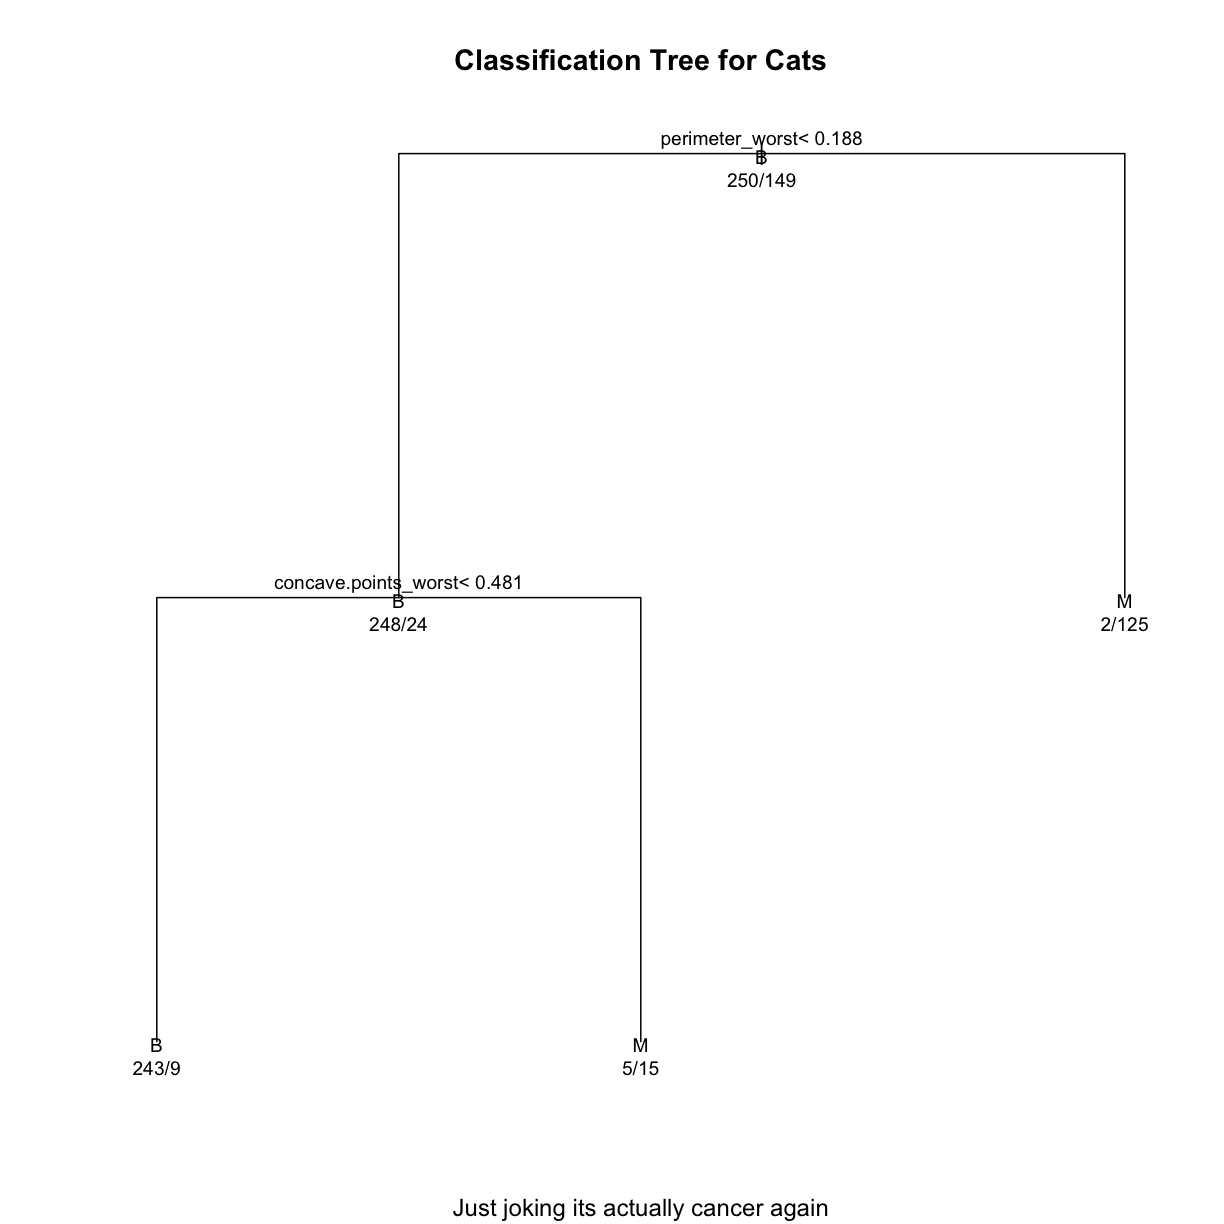 Classification Tree for Cats
perimeter_worst< 0.188
B
250/149
concave.points_worst< 0.481
B
248/24
M
2/125
B
243/9
M
5/15
Just joking its actually cancer again